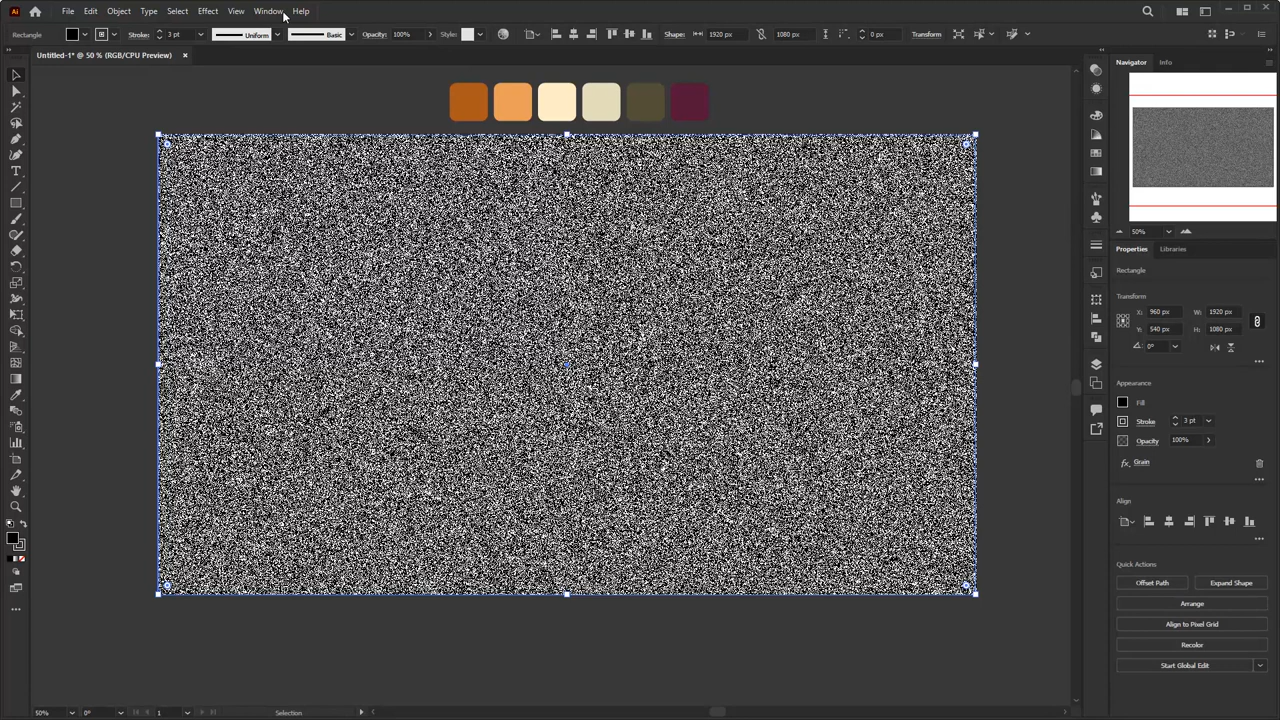 Ai File Edit Object Type Select Effect View Window Help
Rectangle Stroke: 3 pt Uniform Basic Opacity: 100% Style: Shape: 1920 px 1080 px 0 px Transform
Untitled-1* @ 50 % (RGB/CPU Preview)
Navigator Info
50%
Properties Libraries
Rectangle
Transform
X: 960 px W: 1920 px
Y: 540 px H: 1080 px
0°
Appearance
Fill
Stroke 3 pt
Opacity 100%
fx Grain
Align
Quick Actions
Offset Path Expand Shape
Arrange
Align to Pixel Grid
Recolor
Start Global Edit
50% 0° 1 Selection